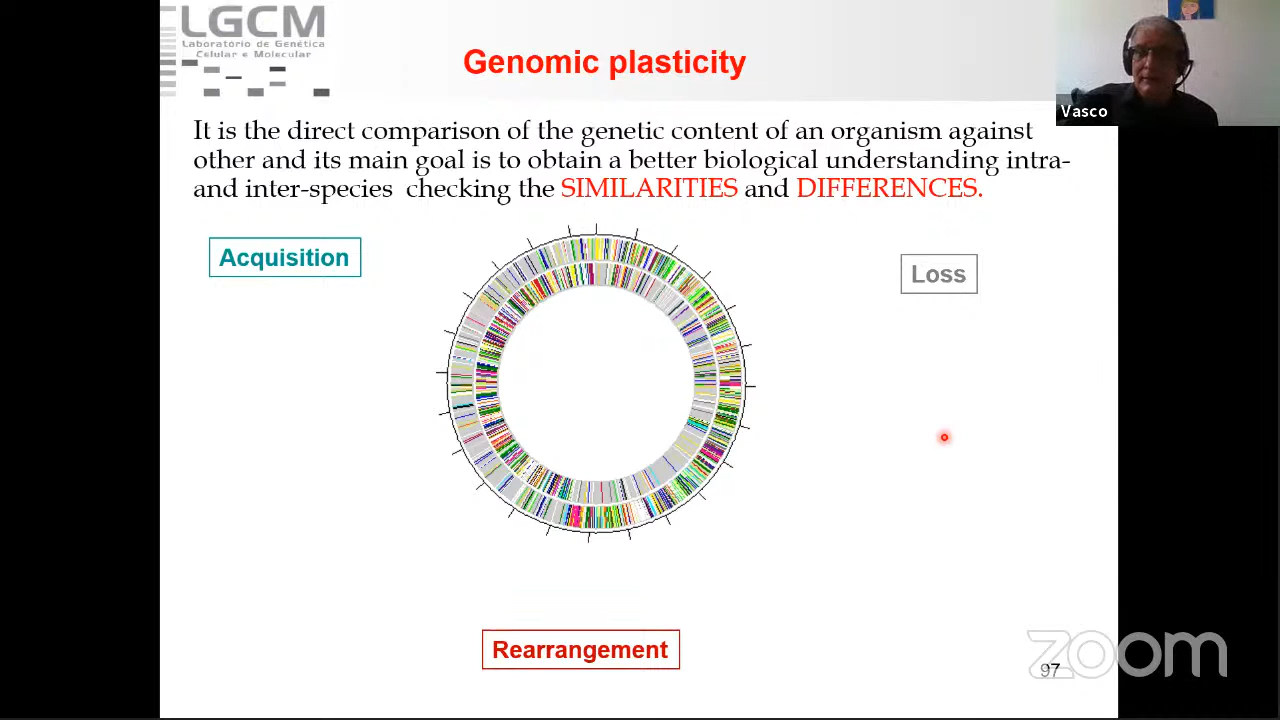 LGCM
Laboratório de Genética
Celular e Molecular
Genomic plasticity
Vasco
It is the direct comparison of the genetic content of an organism against
other and its main goal is to obtain a better biological understanding intra-
and inter-species checking the SIMILARITIES and DIFFERENCES.
Acquisition
Loss
Rearrangement
zoom
97